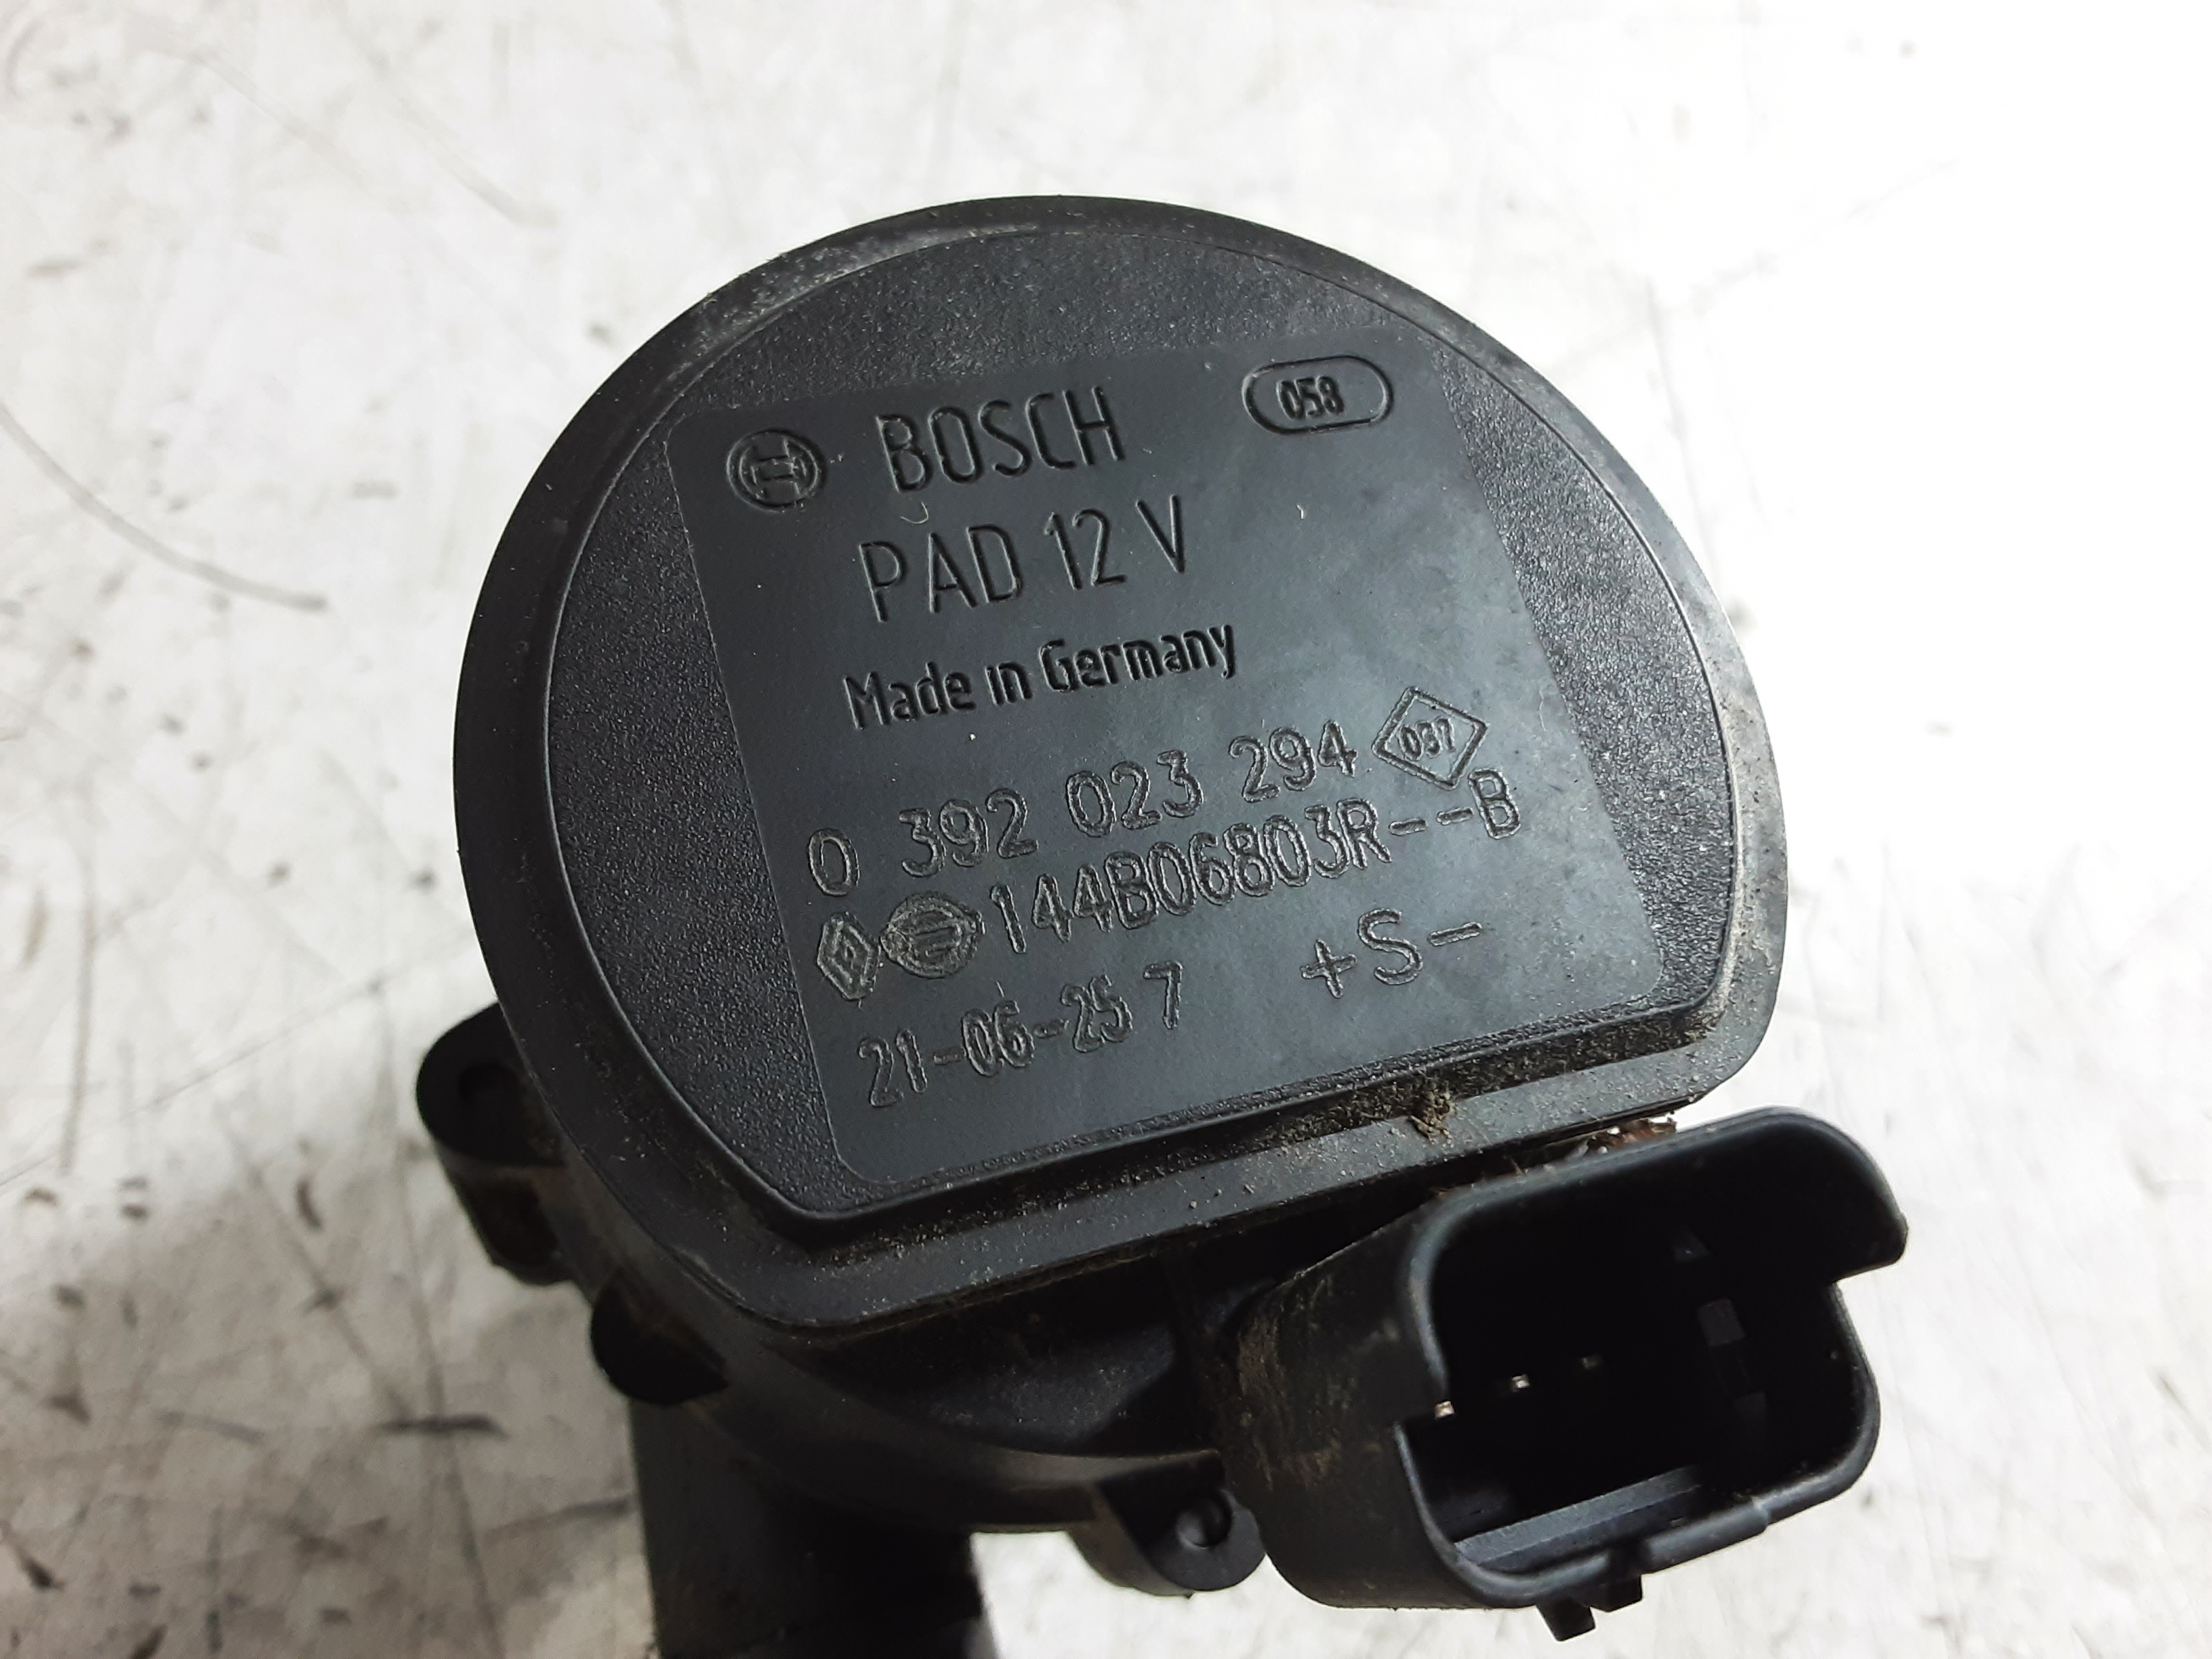 BOSCH 058
PAD 12 V
Made in Germany
0 392 023 294 037
144B06803R--B
21-06-25 7 +S-